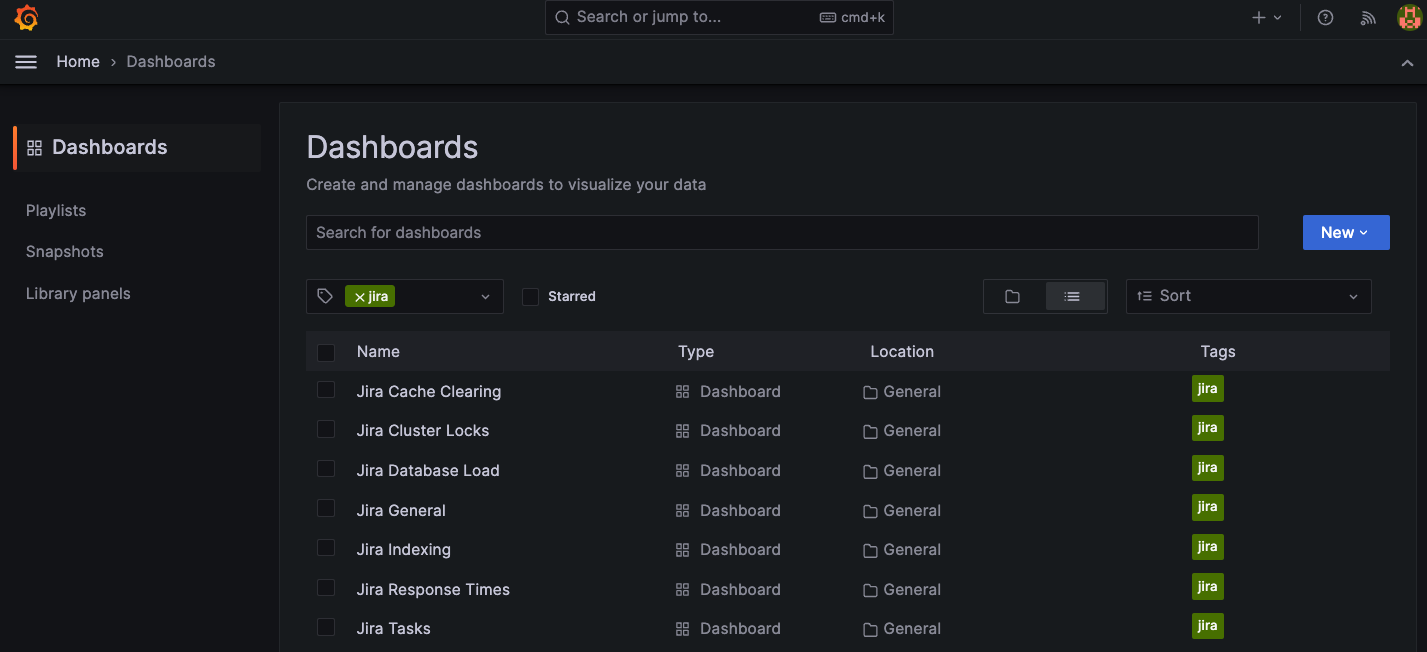 Search or jump to... cmd+k
Home › Dashboards
Dashboards
Playlists
Snapshots
Library panels
Dashboards
Create and manage dashboards to visualize your data
Search for dashboards
New
jira
Starred
Sort
Name Type Location Tags
Jira Cache Clearing Dashboard General jira
Jira Cluster Locks Dashboard General jira
Jira Database Load Dashboard General jira
Jira General Dashboard General jira
Jira Indexing Dashboard General jira
Jira Response Times Dashboard General jira
Jira Tasks Dashboard General jira